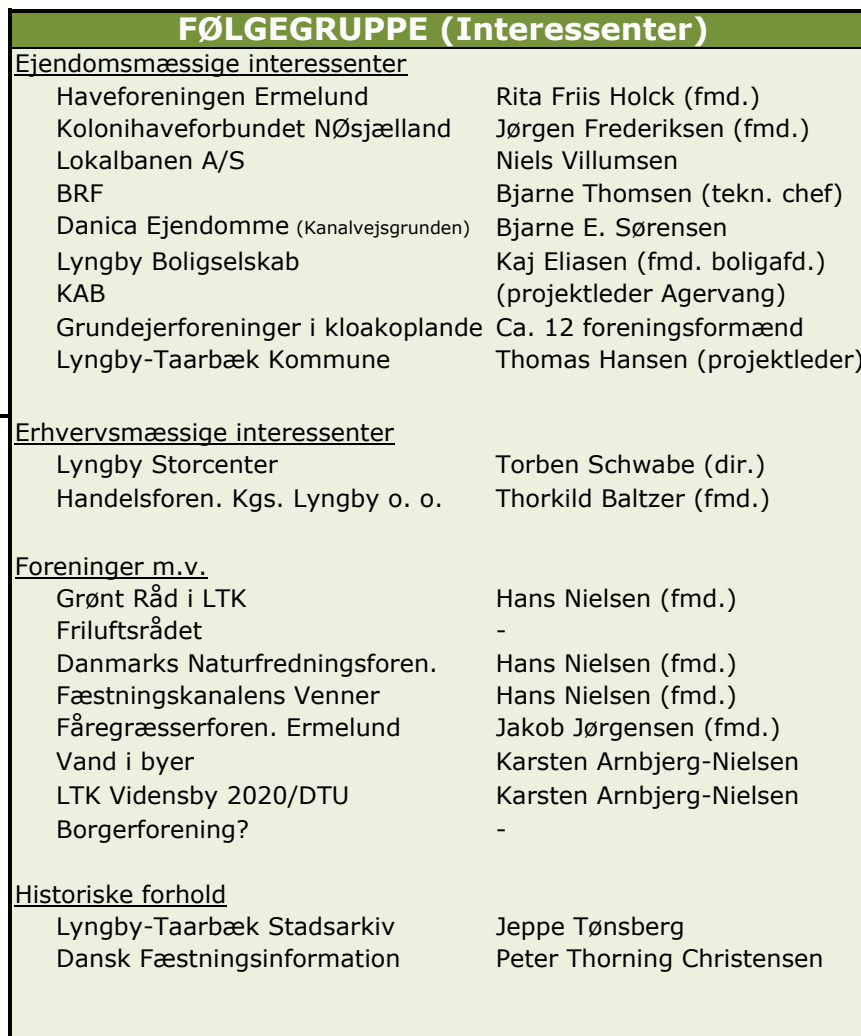 FØLGEGRUPPE (Interessenter)
Ejendomsmæssige interessenter
Haveforeningen Ermelund Rita Friis Holck (fmd.)
Kolonihaveforbundet NØsjælland Jørgen Frederiksen (fmd.)
Lokalbanen A/S Niels Villumsen
BRF Bjarne Thomsen (tekn. chef)
Danica Ejendomme (Kanalvejsgrunden) Bjarne E. Sørensen
Lyngby Boligselskab Kaj Eliasen (fmd. boligafd.)
KAB (projektleder Agervang)
Grundejerforeninger i kloakoplande Ca. 12 foreningsformænd
Lyngby-Taarbæk Kommune Thomas Hansen (projektleder)
Erhvervsmæssige interessenter
Lyngby Storcenter Torben Schwabe (dir.)
Handelsforen. Kgs. Lyngby o. o. Thorkild Baltzer (fmd.)
Foreninger m.v.
Grønt Råd i LTK Hans Nielsen (fmd.)
Friluftsrådet -
Danmarks Naturfredningsforen. Hans Nielsen (fmd.)
Fæstningskanalens Venner Hans Nielsen (fmd.)
Fåregræsserforen. Ermelund Jakob Jørgensen (fmd.)
Vand i byer Karsten Arnbjerg-Nielsen
LTK Vidensby 2020/DTU Karsten Arnbjerg-Nielsen
Borgerforening? -
Historiske forhold
Lyngby-Taarbæk Stadsarkiv Jeppe Tønsberg
Dansk Fæstningsinformation Peter Thorning Christensen